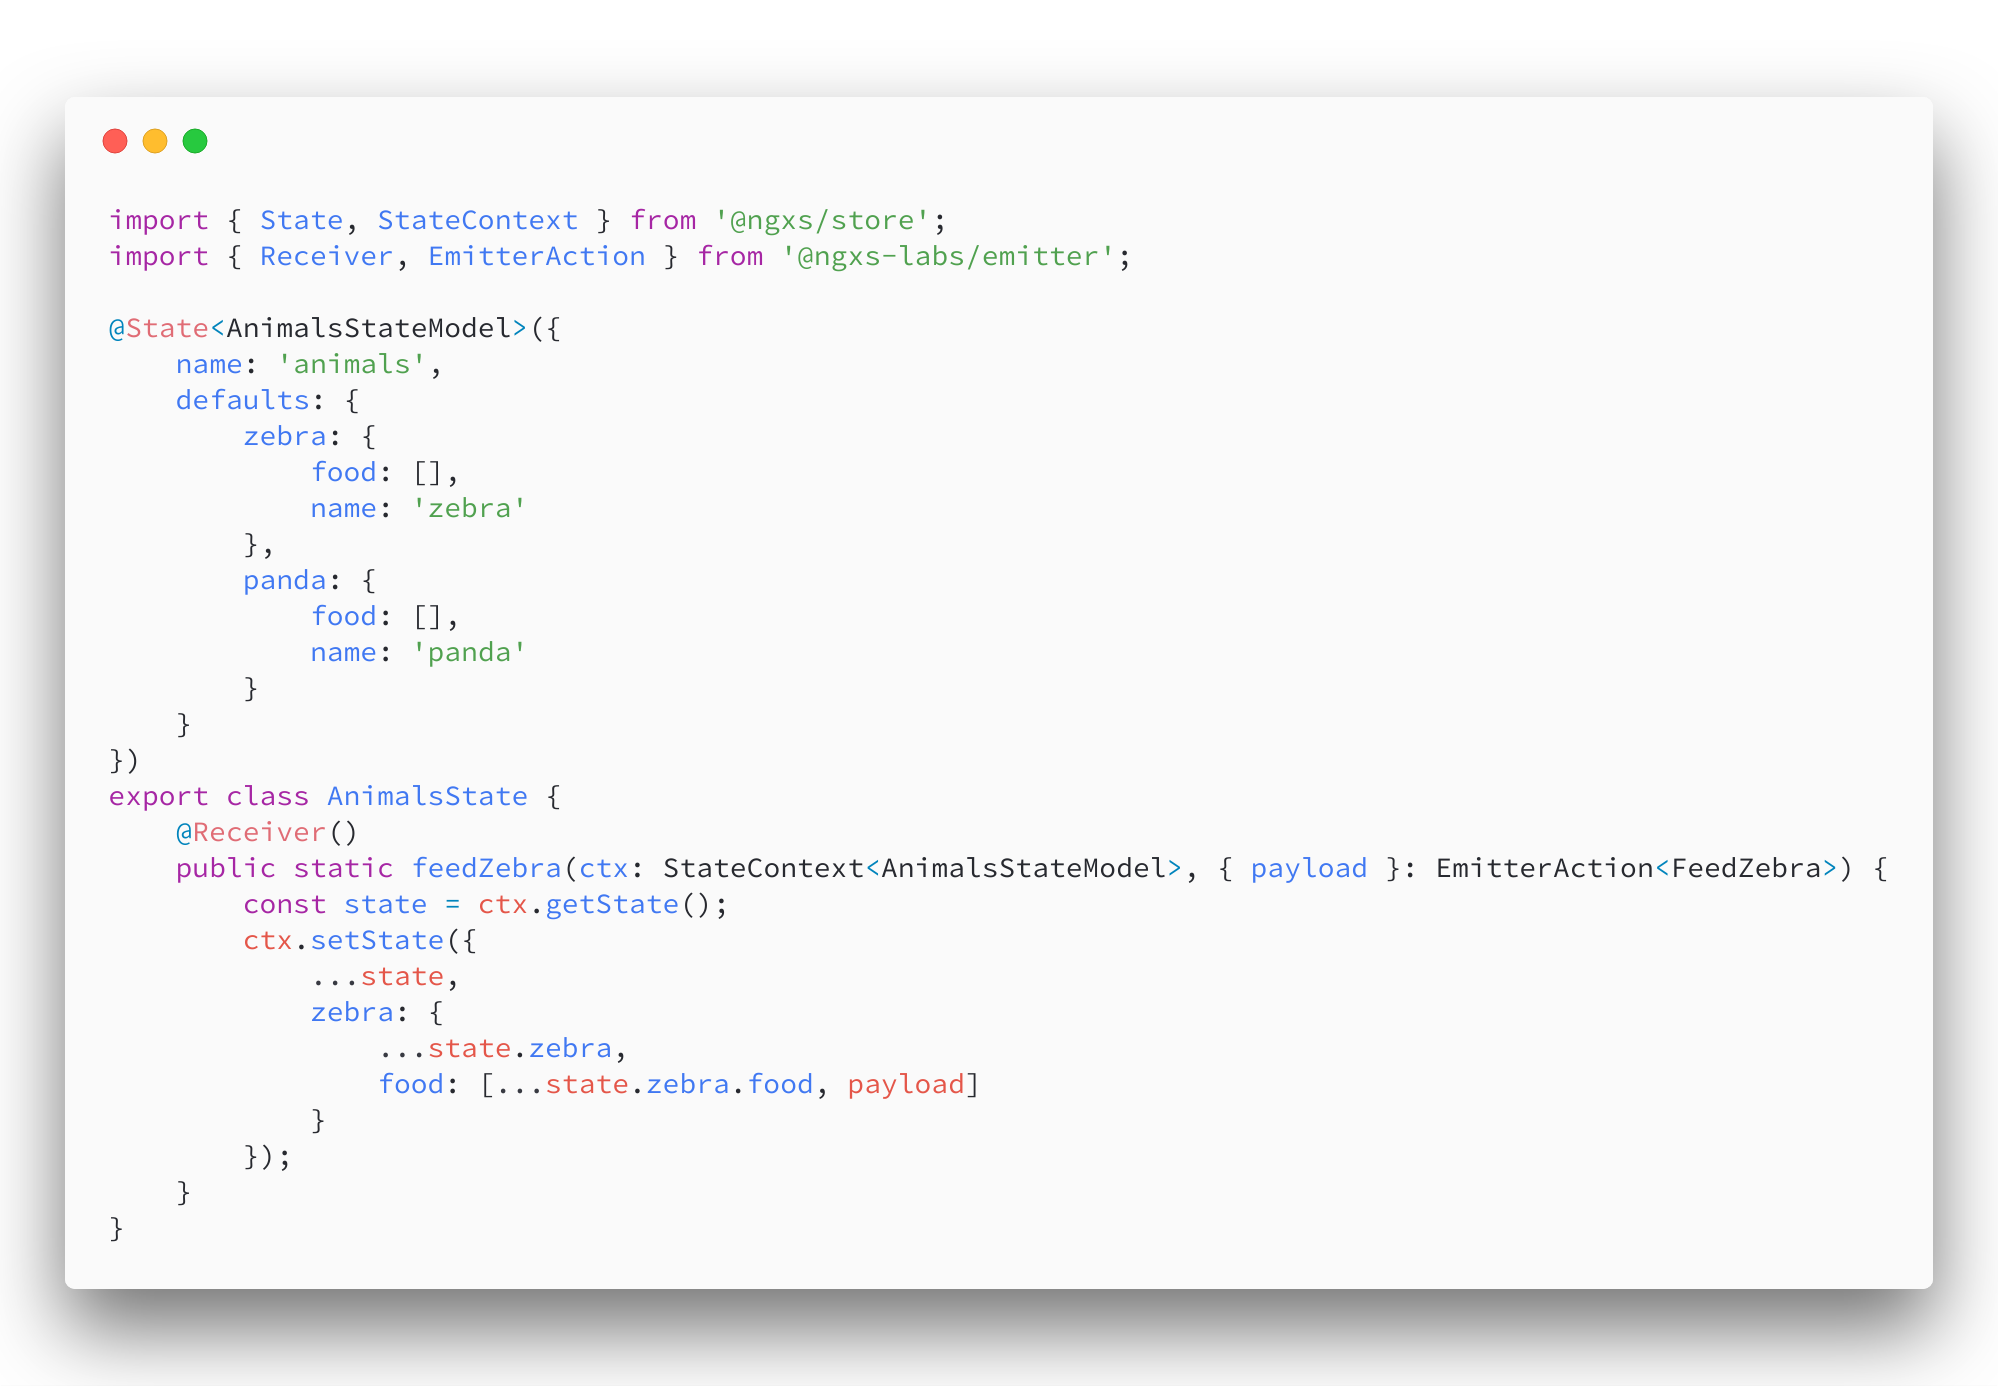 import { State, StateContext } from '@ngxs/store';
import { Receiver, EmitterAction } from '@ngxs-labs/emitter';

@State<AnimalsStateModel>({
    name: 'animals',
    defaults: {
        zebra: {
            food: [],
            name: 'zebra'
        },
        panda: {
            food: [],
            name: 'panda'
        }
    }
})
export class AnimalsState {
    @Receiver()
    public static feedZebra(ctx: StateContext<AnimalsStateModel>, { payload }: EmitterAction<FeedZebra>) {
        const state = ctx.getState();
        ctx.setState({
            ...state,
            zebra: {
                ...state.zebra,
                food: [...state.zebra.food, payload]
            }
        });
    }
}